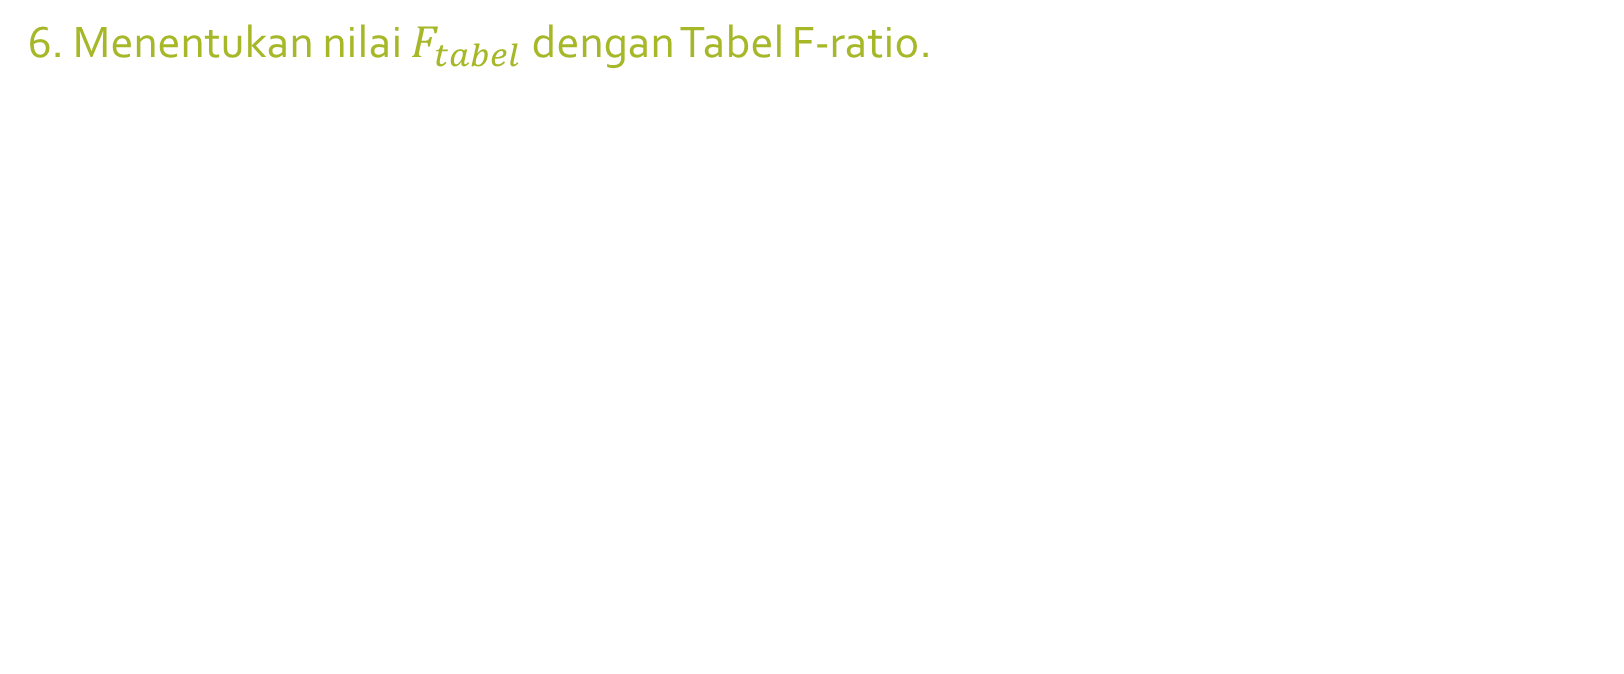 6. Menentukan nilai F_tabel dengan Tabel F-ratio.